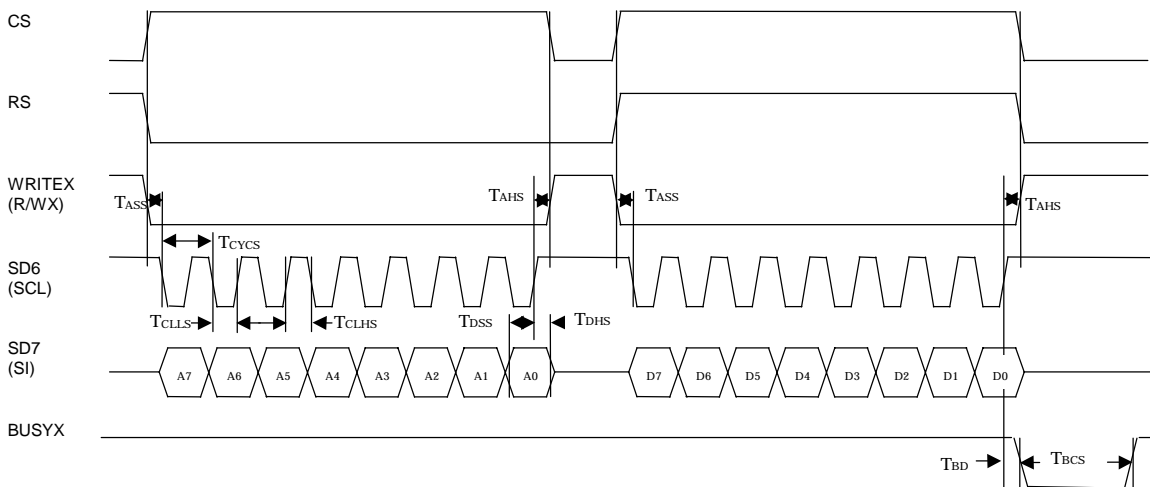 CS
RS
WRITEX
(R/WX)
TASS
TAHS
TASS
TAHS
TCYCS
SD6
(SCL)
TCLLS
TCLHS
TDSS
TDHS
SD7
(SI)
A7 A6 A5 A4 A3 A2 A1 A0
D7 D6 D5 D4 D3 D2 D1 D0
BUSYX
TBD
TBCS